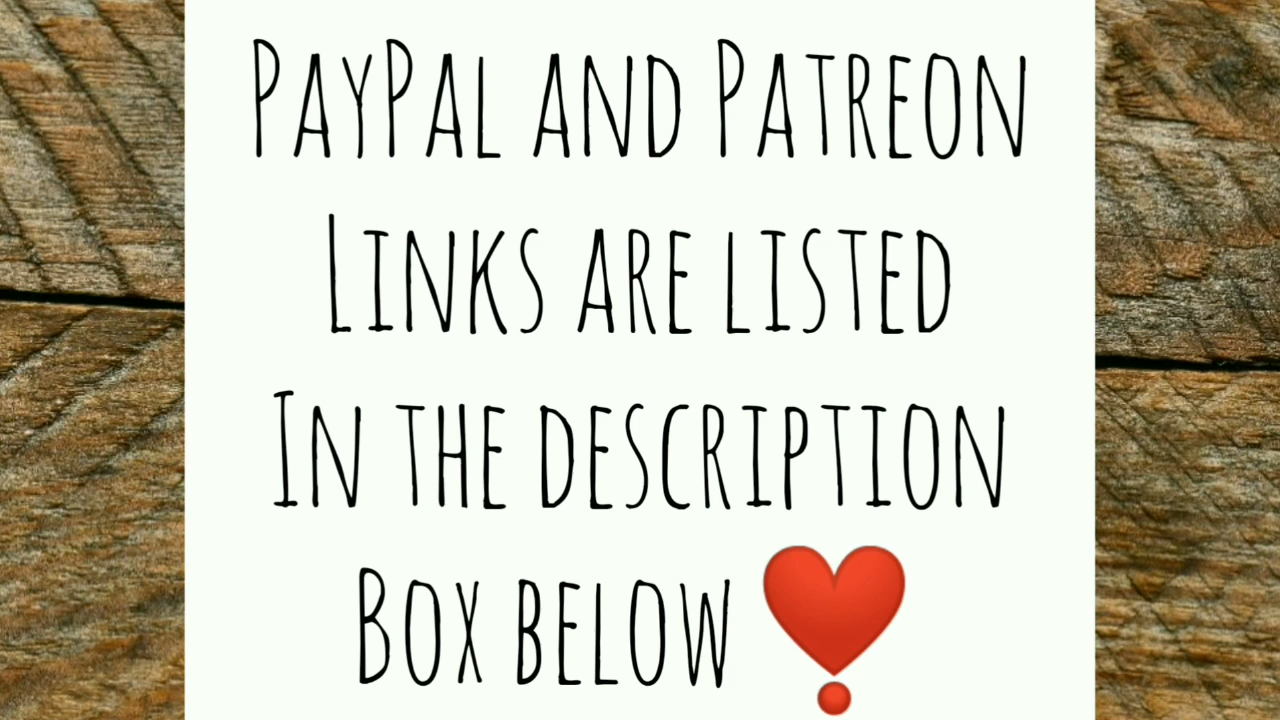 PayPal and Patreon
Links are listed
In the description
Box below ❣️